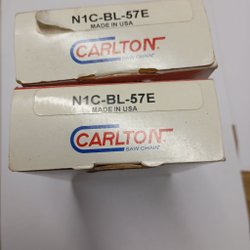 N1C-BL-57E
MADE IN USA
CARLTON
SAW CHAIN
N1C-BL-57E
MADE IN USA
CARLTON
SAW CHAIN